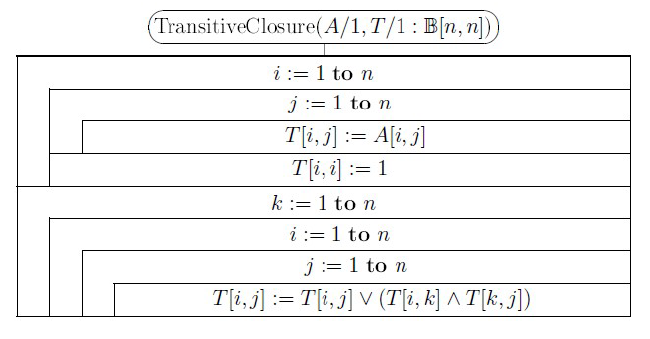 TransitiveClosure(A/1, T/1 : 𝔹[n, n])
i := 1 to n
j := 1 to n
T[i, j] := A[i, j]
T[i, i] := 1
k := 1 to n
i := 1 to n
j := 1 to n
T[i, j] := T[i, j] ∨ (T[i, k] ∧ T[k, j])